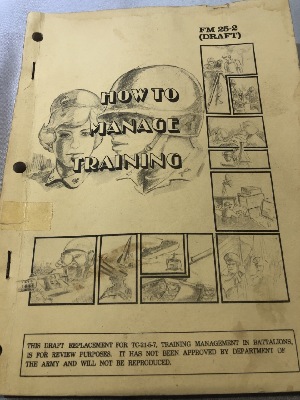 FM 25-2
(DRAFT)
HOW TO
MANAGE
TRAINING
THIS DRAFT REPLACEMENT FOR TC-21-5-7, TRAINING MANAGEMENT IN BATTALIONS,
IS FOR REVIEW PURPOSES. IT HAS NOT BEEN APPROVED BY DEPARTMENT OF
THE ARMY AND WILL NOT BE REPRODUCED.